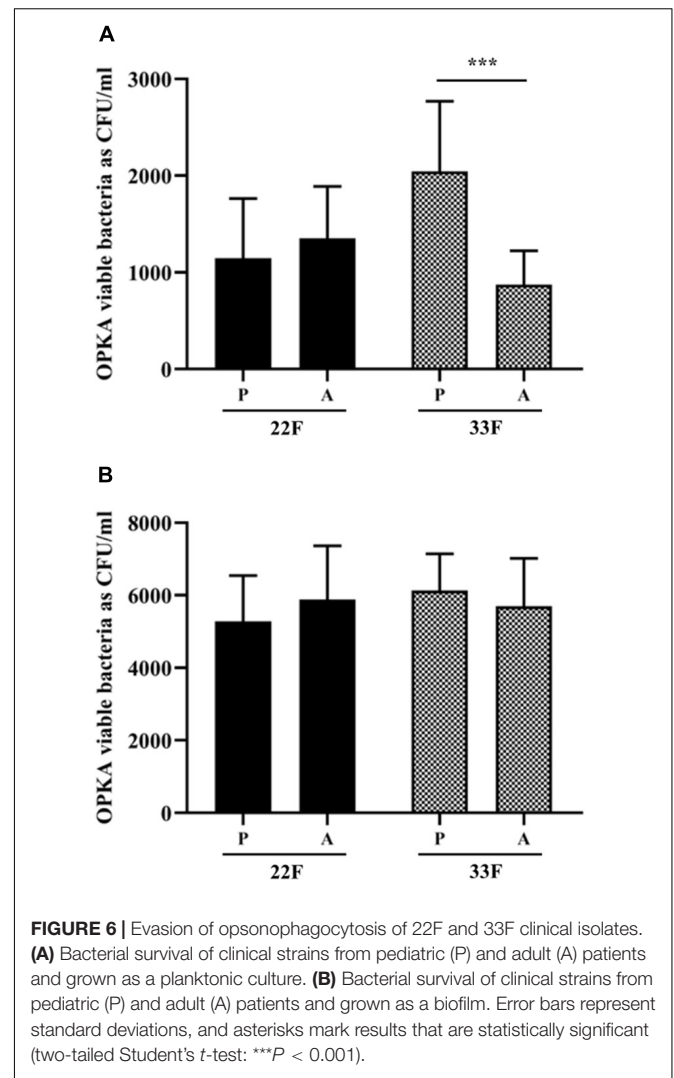 A
OPKA viable bacteria as CFU/ml
3000
***
2000
1000
0
P A P A
22F 33F
B
OPKA viable bacteria as CFU/ml
8000
6000
4000
2000
0
P A P A
22F 33F
FIGURE 6 | Evasion of opsonophagocytosis of 22F and 33F clinical isolates.
(A) Bacterial survival of clinical strains from pediatric (P) and adult (A) patients
and grown as a planktonic culture. (B) Bacterial survival of clinical strains from
pediatric (P) and adult (A) patients and grown as a biofilm. Error bars represent
standard deviations, and asterisks mark results that are statistically significant
(two-tailed Student's t-test: ***P < 0.001).